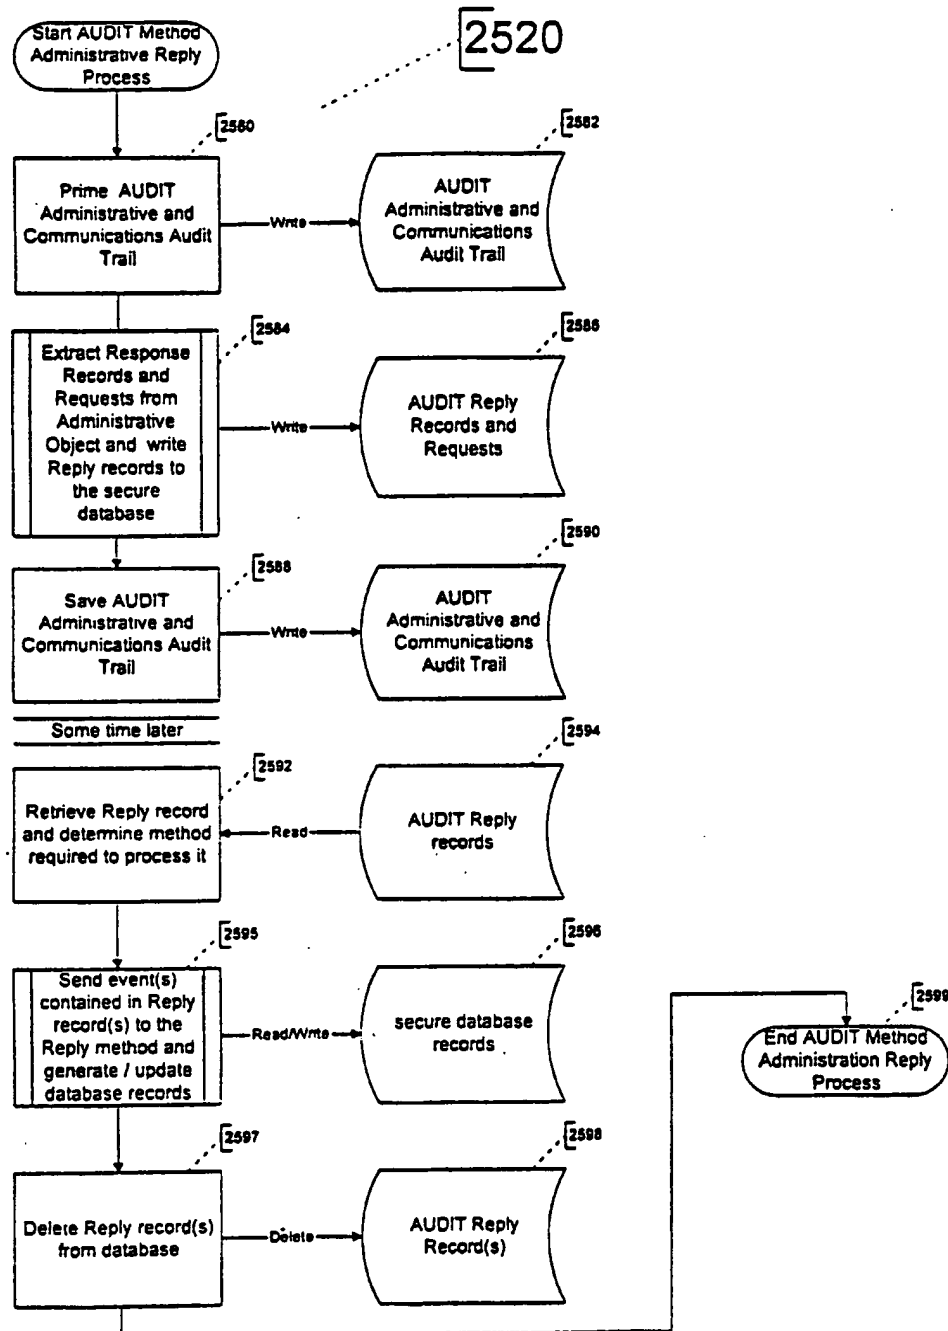 Start AUDIT Method
Administrative Reply
Process
2520
2580
2582
Prime AUDIT
Administrative and
Communications Audit
Trail
Write
AUDIT
Administrative and
Communications
Audit Trail
2584
2586
Extract Response
Records and
Requests from
Administrative
Object and write
Reply records to
the secure
database
Write
AUDIT Reply
Records and
Requests
2588
2590
Save AUDIT
Administrative and
Communications Audit
Trail
Write
AUDIT
Administrative and
Communications
Audit Trail
Some time later
2592
2594
Retrieve Reply record
and determine method
required to process it
Read
AUDIT Reply
records
2595
2596
Send event(s)
contained in Reply
record(s) to the
Reply method and
generate / update
database records
Read/Write
secure database
records
2599
End AUDIT Method
Administration Reply
Process
2597
2598
Delete Reply record(s)
from database
Delete
AUDIT Reply
Record(s)